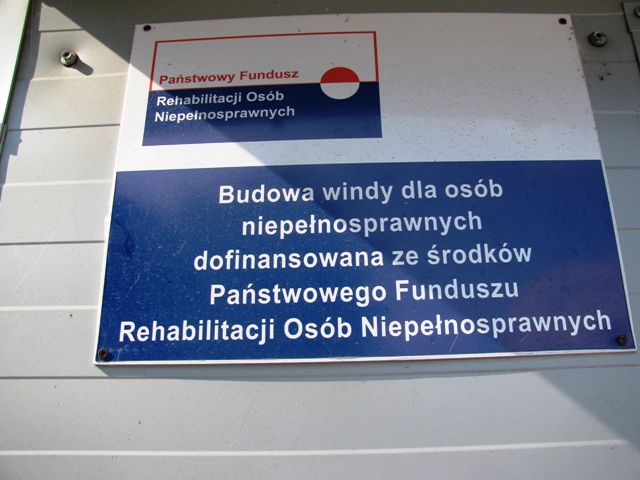 Państwowy Fundusz
Rehabilitacji Osób
Niepełnosprawnych
Budowa windy dla osób
niepełnosprawnych
dofinansowana ze środków
Państwowego Funduszu
Rehabilitacji Osób Niepełnosprawnych